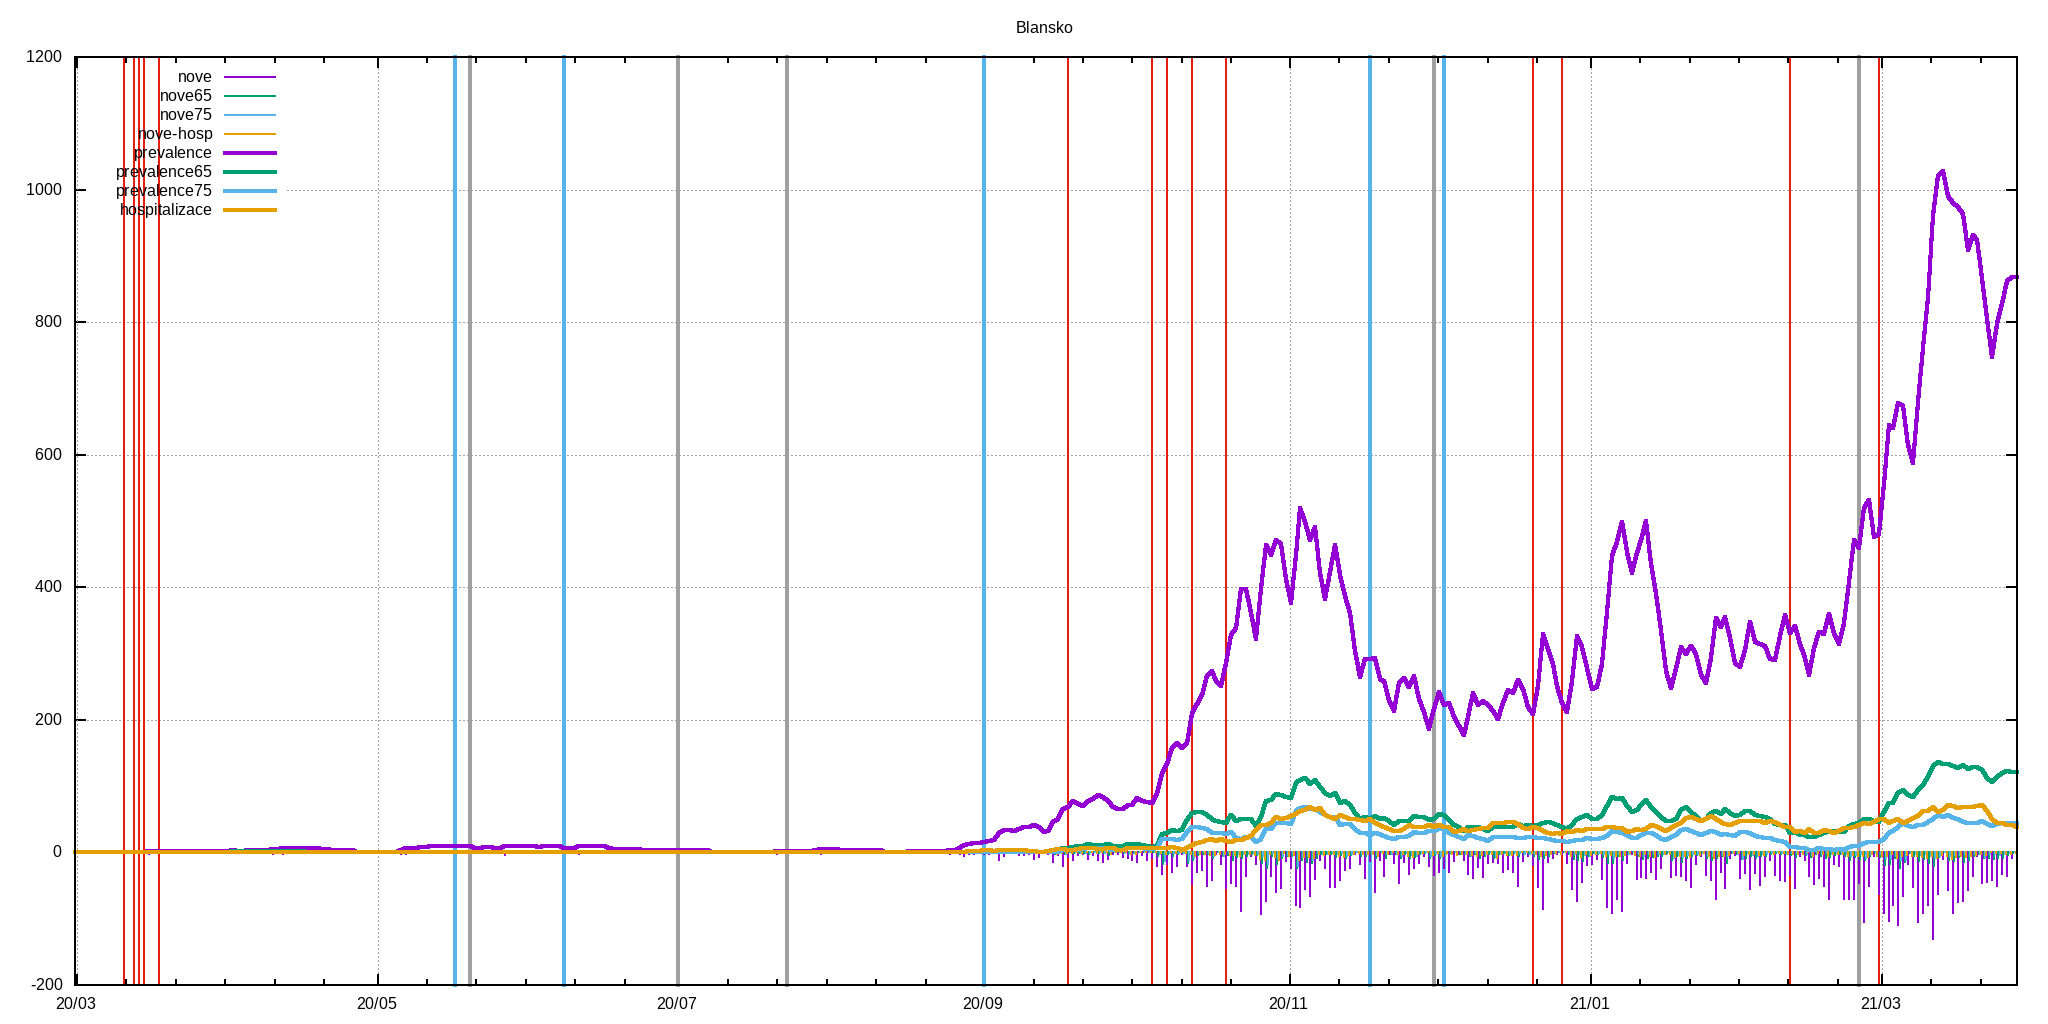 Blansko
1200
1000
800
600
400
200
0
-200
nove
nove65
nove75
nove-hosp
prevalence
prevalence65
prevalence75
hospitalizace
20/03 20/05 20/07 20/09 20/11 21/01 21/03